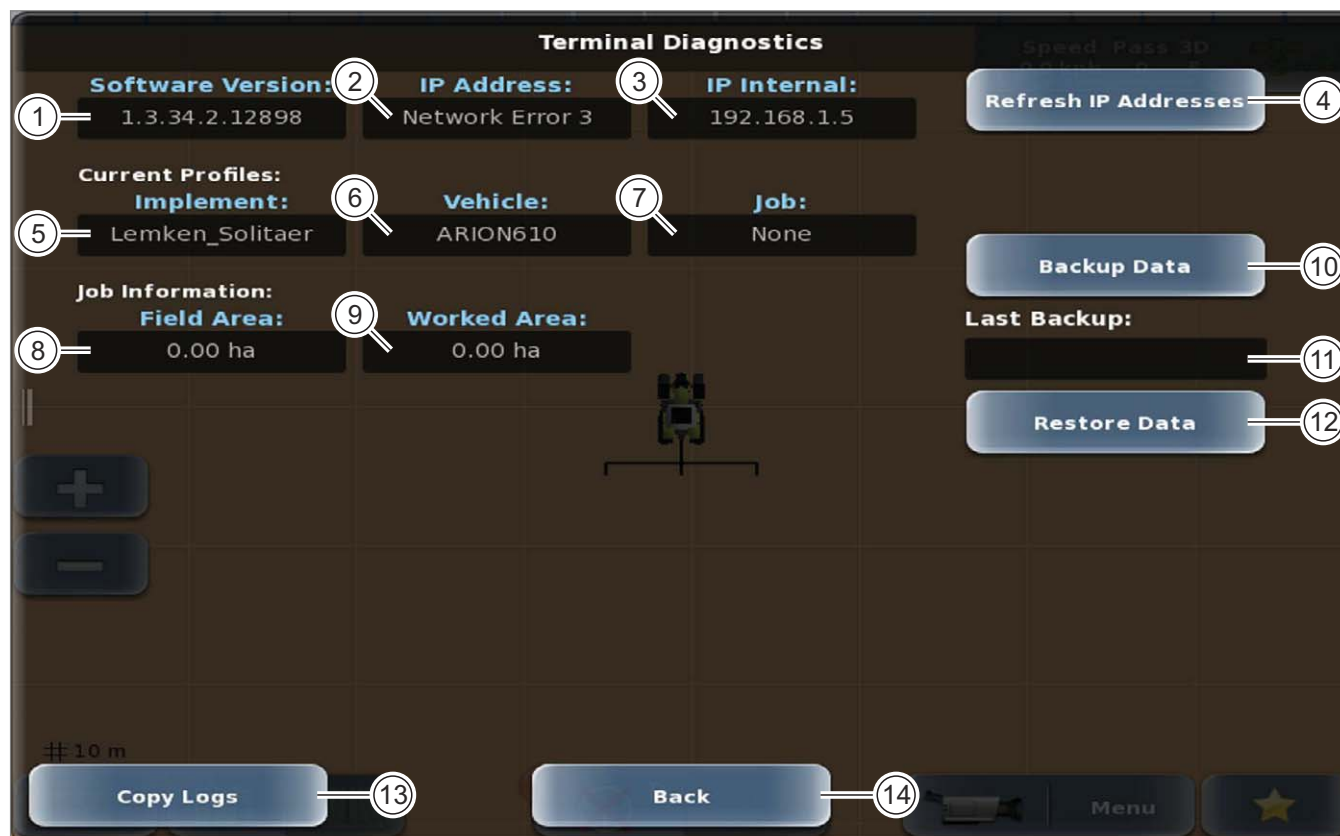 Terminal Diagnostics
Speed Pass 3D
Software Version: 2 IP Address: 3 IP Internal:
1 1.3.34.2.12898 Network Error 3 192.168.1.5 Refresh IP Addresses 4
Current Profiles:
Implement: 6 Vehicle: 7 Job:
5 Lemken_Solitaer ARION610 None
Backup Data 10
Job Information:
Field Area: 9 Worked Area: Last Backup:
8 0.00 ha 0.00 ha 11
Restore Data 12
10 m
Copy Logs 13 Back 14 Menu